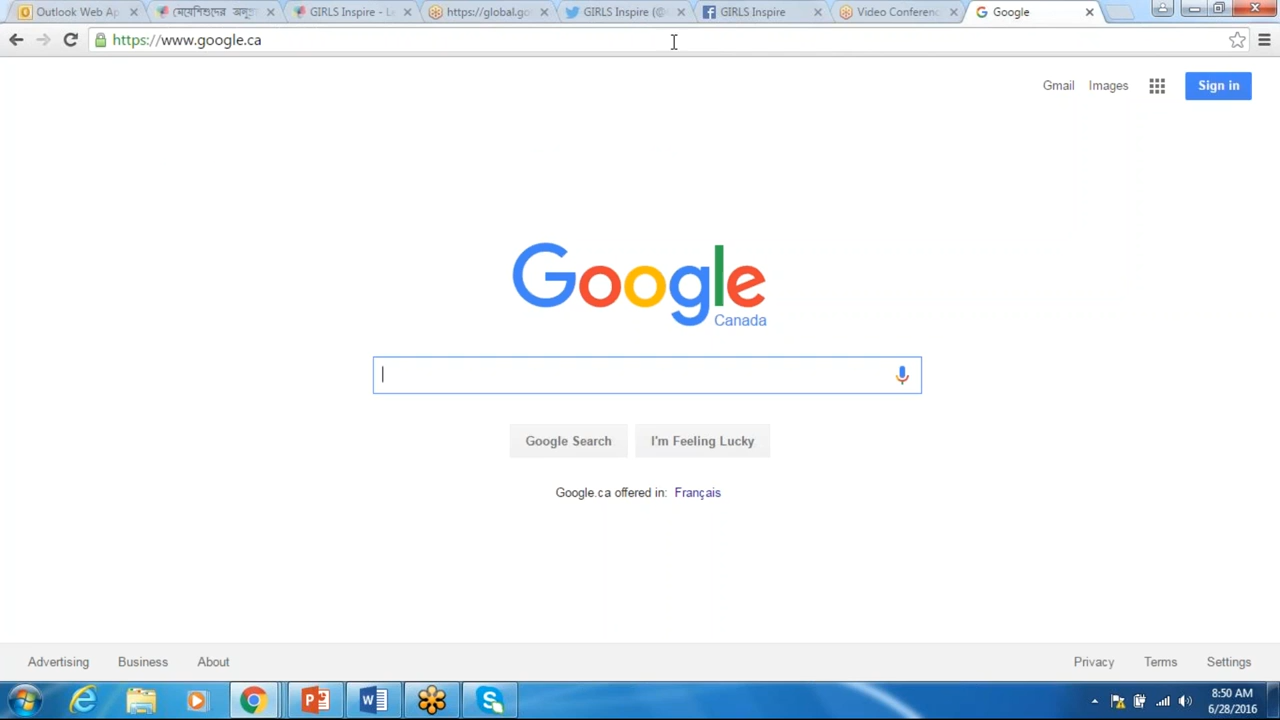 Outlook Web Ap
মেয়েশিশুদের
GIRLS Inspire - Le
https://global.go
GIRLS Inspire (@
GIRLS Inspire
Video Conferenc
Google
https://www.google.ca
Gmail Images Sign in
Google
Canada
Google Search I'm Feeling Lucky
Google.ca offered in: Français
Advertising Business About Privacy Terms Settings
8:50 AM
6/28/2016